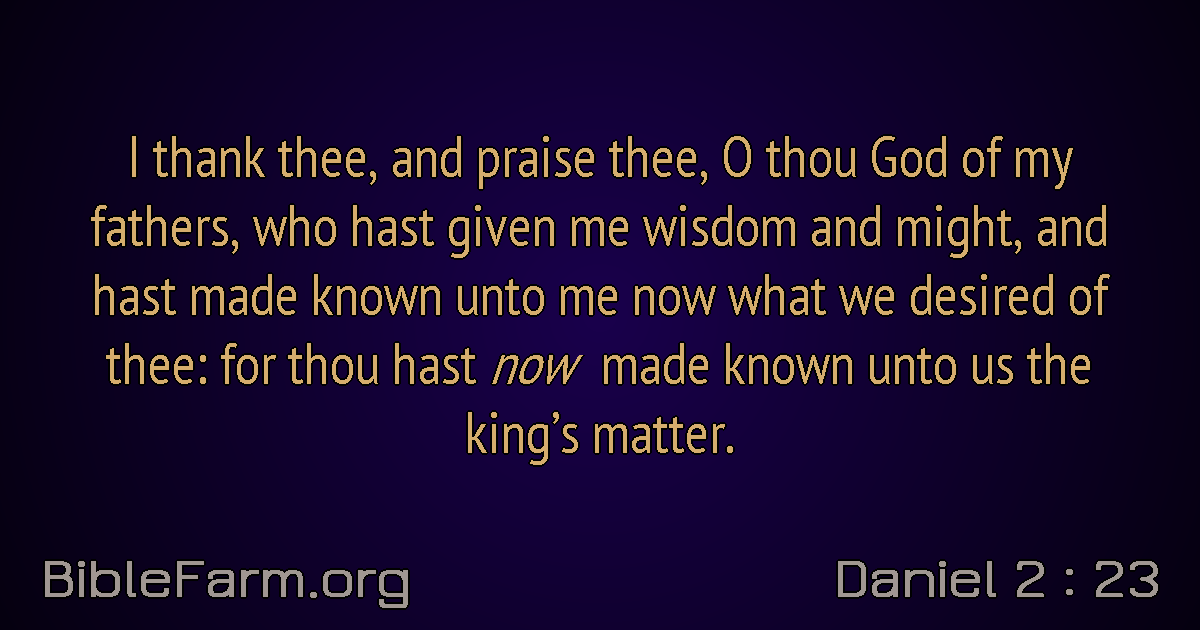 I thank thee, and praise thee, O thou God of my
fathers, who hast given me wisdom and might, and
hast made known unto me now what we desired of
thee: for thou hast now made known unto us the
king’s matter.
BibleFarm.org
Daniel 2 : 23